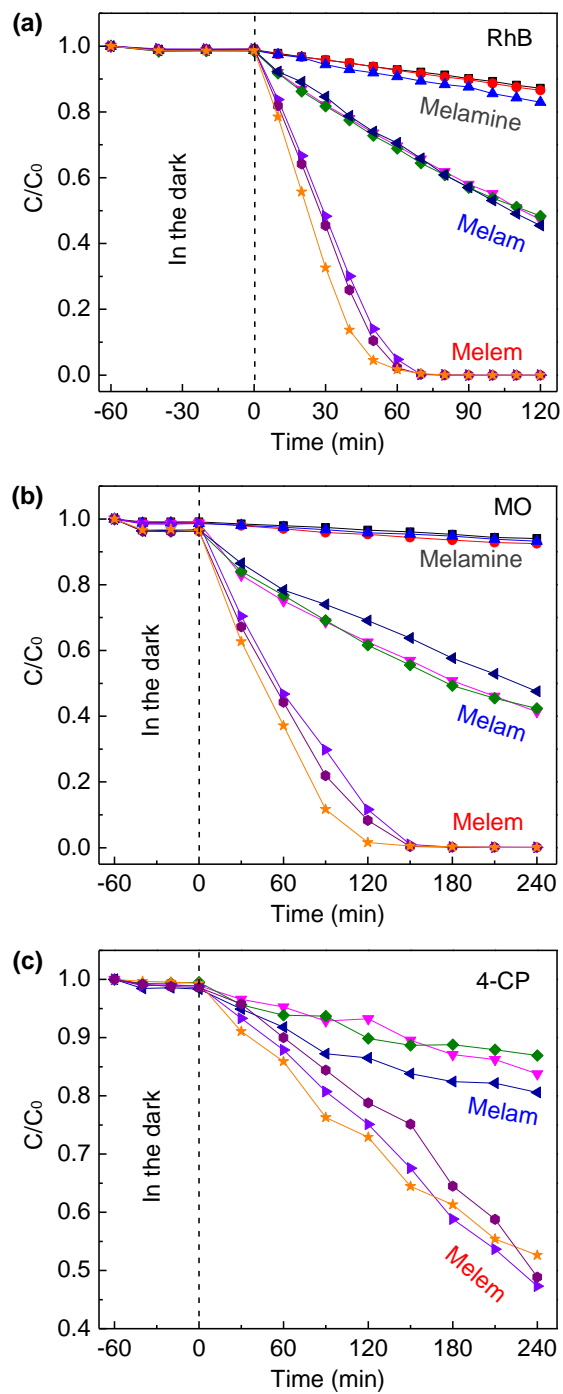 (a)
RhB
1.0
0.8
0.6
0.4
0.2
0.0
C/C₀
In the dark
Melamine
Melam
Melem
-60 -30 0 30 60 90 120
Time (min)
(b)
MO
1.0
0.8
0.6
0.4
0.2
0.0
C/C₀
In the dark
Melamine
Melam
Melem
-60 0 60 120 180 240
Time (min)
(c)
4-CP
1.0
0.9
0.8
0.7
0.6
0.5
0.4
C/C₀
In the dark
Melam
Melem
-60 0 60 120 180 240
Time (min)